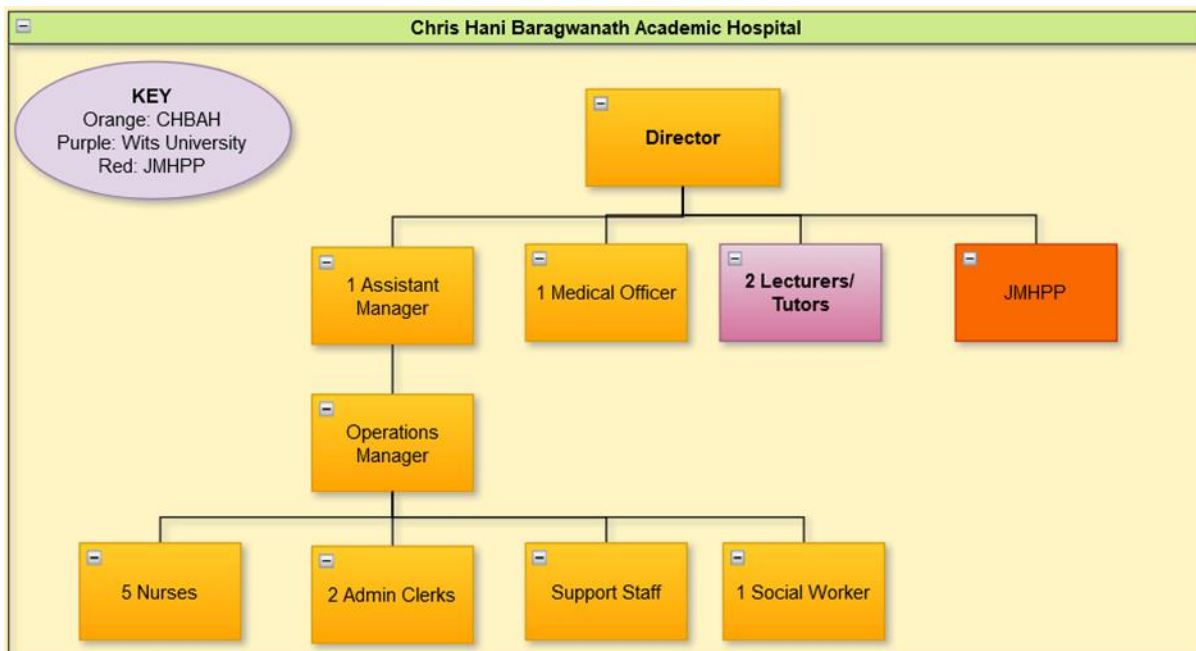 Chris Hani Baragwanath Academic Hospital
KEY
Orange: CHBAH
Purple: Wits University
Red: JMHPP
Director
1 Assistant
Manager
1 Medical Officer
2 Lecturers/
Tutors
JMHPP
Operations
Manager
5 Nurses
2 Admin Clerks
Support Staff
1 Social Worker